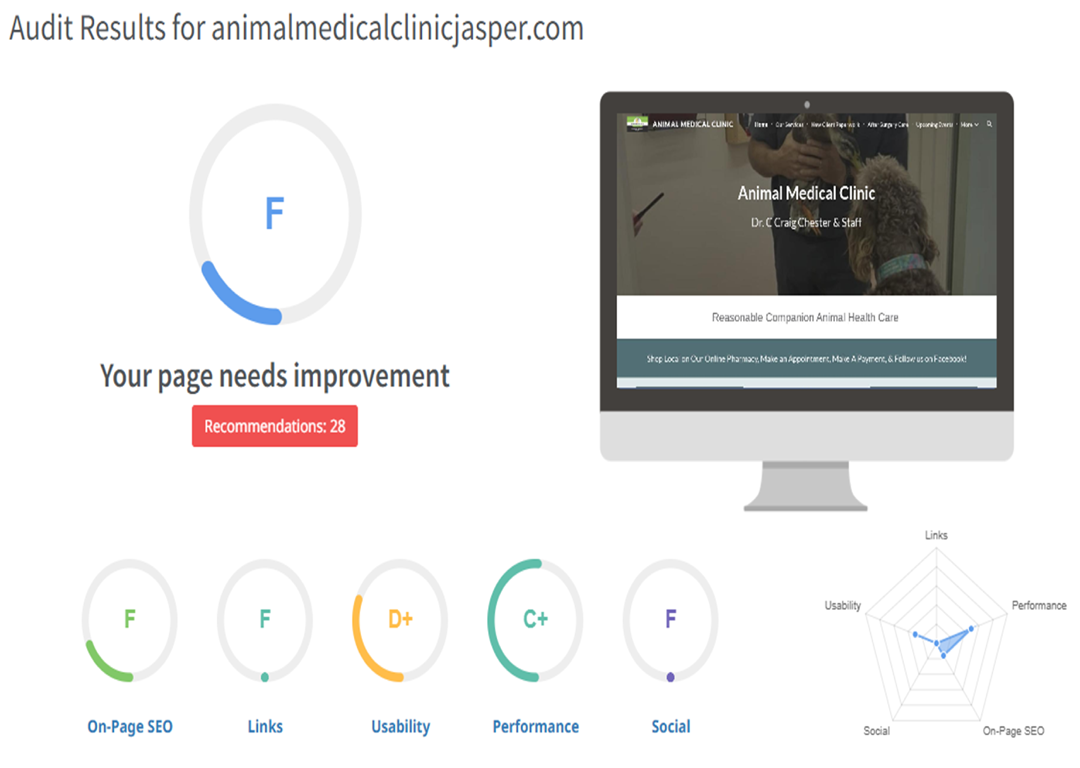 Audit Results for animalmedicalclinicjasper.com
F
Your page needs improvement
Recommendations: 28
ANIMAL MEDICAL CLINIC
Home Our Services New Client Paperwork After Surgery Care Upcoming Events More
Animal Medical Clinic
Dr. C Craig Chester & Staff
Reasonable Companion Animal Health Care
Shop Local on Our Online Pharmacy, Make an Appointment, Make A Payment, & Follow us on Facebook!
F
F
D+
C+
F
On-Page SEO
Links
Usability
Performance
Social
Links
Usability
Performance
Social
On-Page SEO